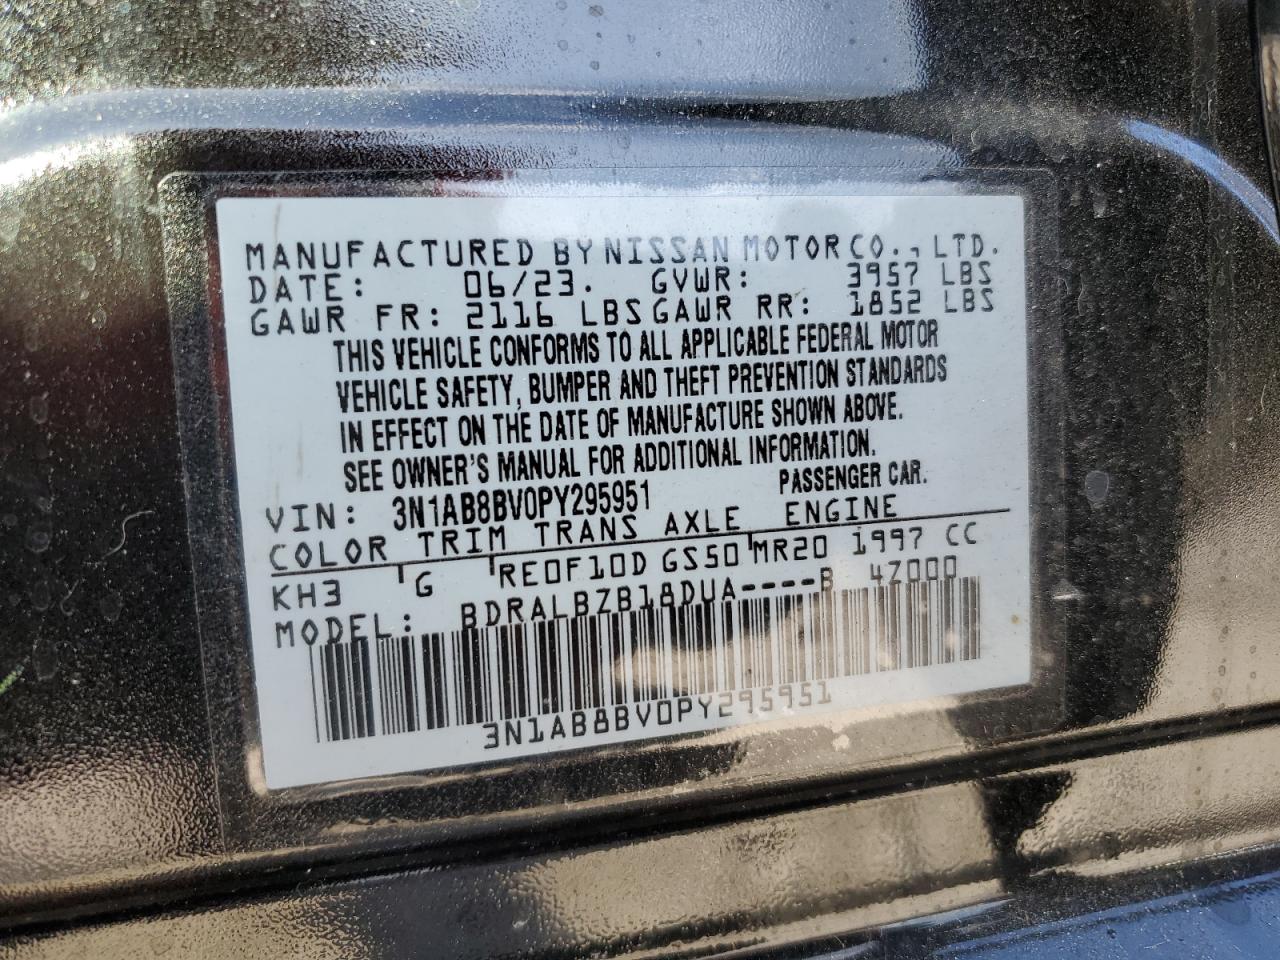 MANUFACTURED BY NISSAN MOTOR CO., LTD.
DATE: 06/23. GVWR: 3957 LBS
GAWR FR: 2116 LBS GAWR RR: 1852 LBS
THIS VEHICLE CONFORMS TO ALL APPLICABLE FEDERAL MOTOR
VEHICLE SAFETY, BUMPER AND THEFT PREVENTION STANDARDS
IN EFFECT ON THE DATE OF MANUFACTURE SHOWN ABOVE.
SEE OWNER'S MANUAL FOR ADDITIONAL INFORMATION.
VIN: 3N1AB8BV0PY295951 PASSENGER CAR.
COLOR TRIM TRANS AXLE ENGINE
KH3 G RE0F10D GS50 MR20 1997 CC
MODEL: BDRALBZB18DUA----B 4Z000
3N1AB8BV0PY295951